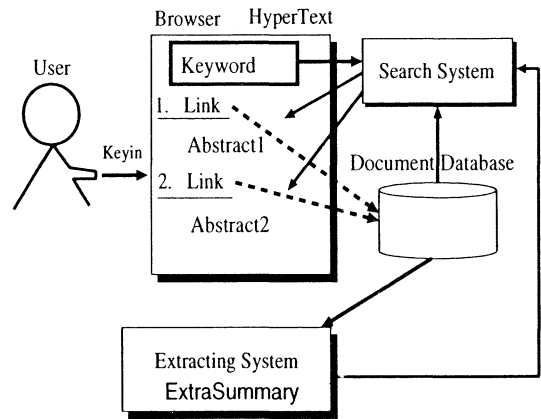 Browser HyperText
User
Keyword
Search System
1. Link
Keyin
Abstract1
Document Database
2. Link
Abstract2
Extracting System
ExtraSummary